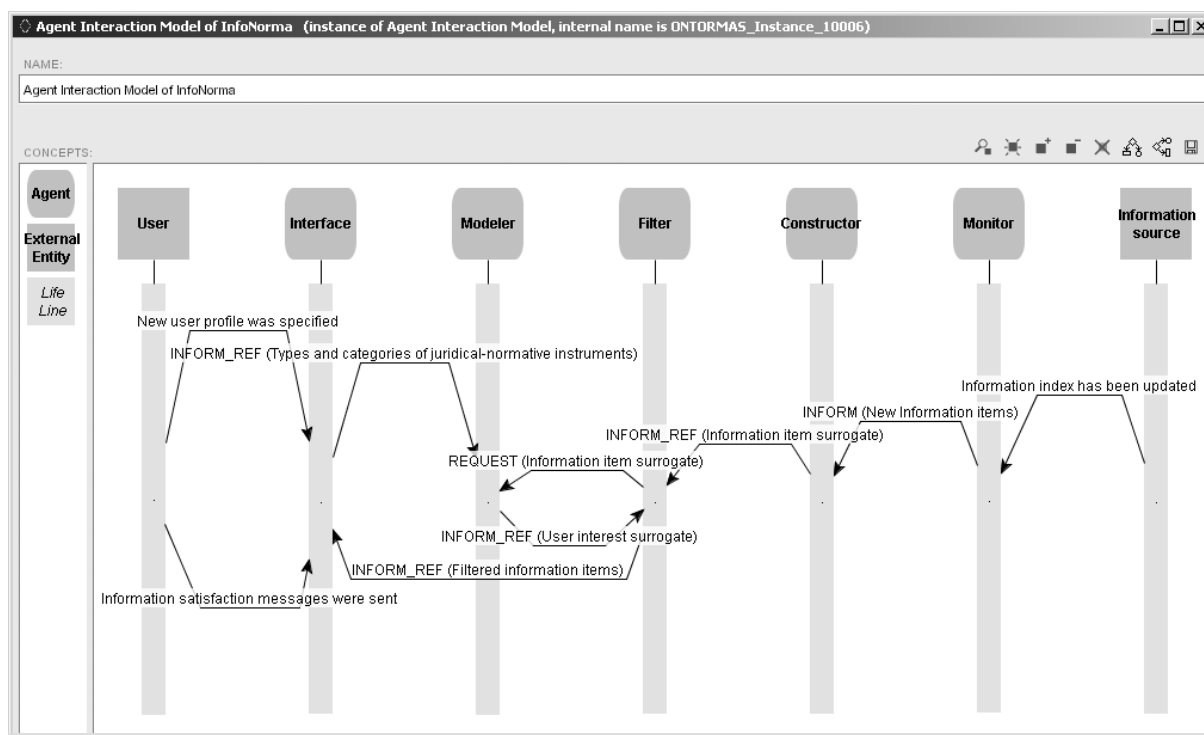 Agent Interaction Model of InfoNorma   (instance of Agent Interaction Model, internal name is ONTORMAS_Instance_10006)
NAME:
Agent Interaction Model of InfoNorma
CONCEPTS:
Agent
External
Entity
Life
Line
User
Interface
Modeler
Filter
Constructor
Monitor
Information
source
New user profile was specified
INFORM_REF (Types and categories of juridical-normative instruments)
Information index has been updated
INFORM (New Information items)
INFORM_REF (Information item surrogate)
REQUEST (Information item surrogate)
INFORM_REF (User interest surrogate)
INFORM_REF (Filtered information items)
Information satisfaction messages were sent